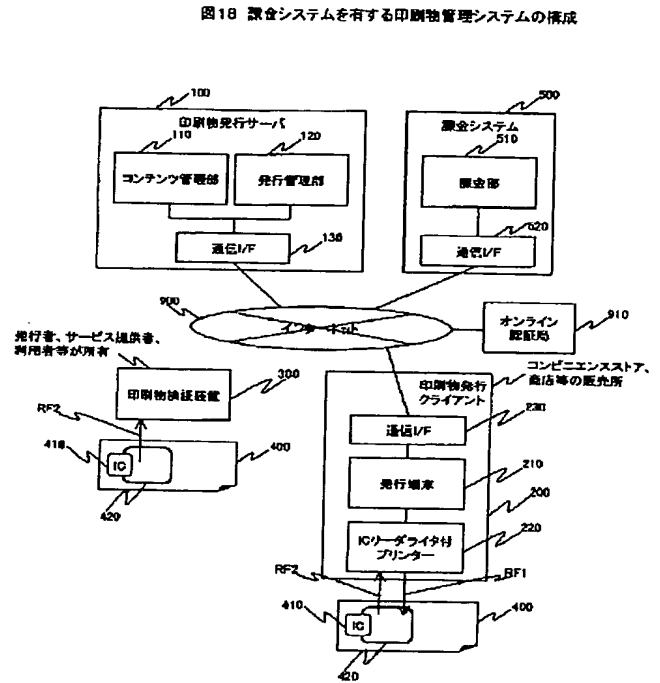 図18 課金システムを有する印刷物管理システムの構成
100
印刷物発行サーバ
110
120
コンテンツ管理部
発行管理部
通信I/F
130
500
課金システム
510
課金部
520
通信I/F
900
インターネット
オンライン
認証局
910
発行者、サービス提供者、
利用者等が所有
印刷物検証装置
300
RF2
410
IC
400
420
コンビニエンスストア、
商店等の販売所
印刷物発行
クライアント
230
通信I/F
210
発行端末
200
220
ICリーダライタ付
プリンター
RF2
RF1
410
IC
400
420